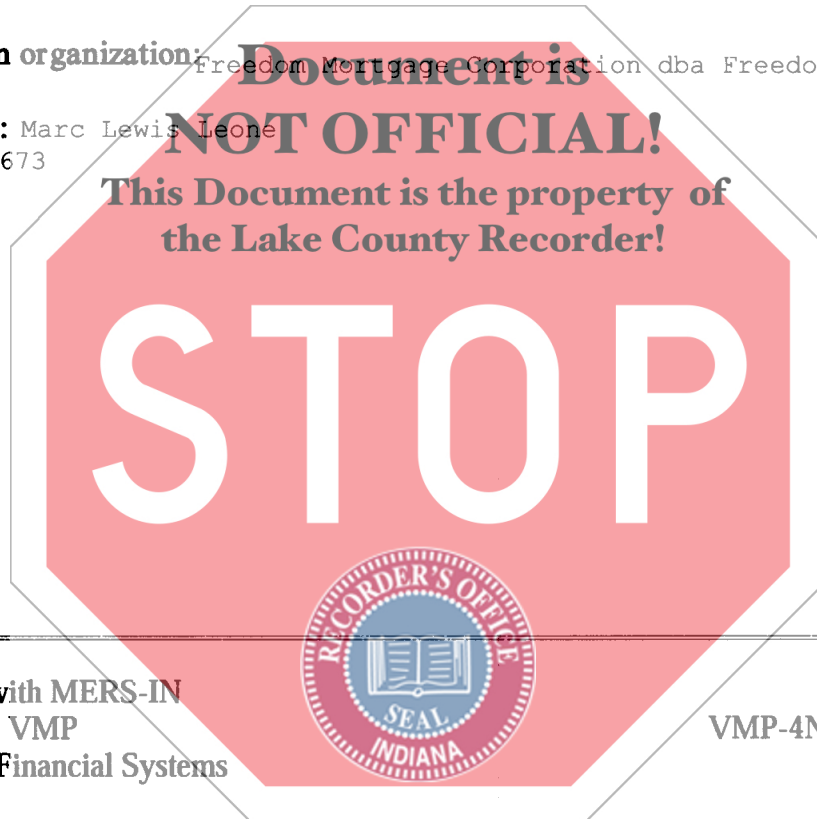 n organization: Freedom Mortgage Corporation dba Freedo
Document is
: Marc Lewis Leone
NOT OFFICIAL!
673
This Document is the property of
the Lake County Recorder!
STOP
RECORDER'S OFFICE
SEAL
INDIANA
with MERS-IN
VMP VMP-4N
Financial Systems